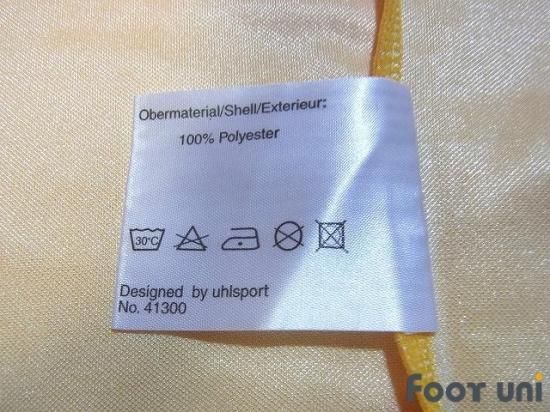 Obermaterial/Shell/Exterieur:
100% Polyester
30°C
Designed by uhlsport
No. 41300
FOOT UNI